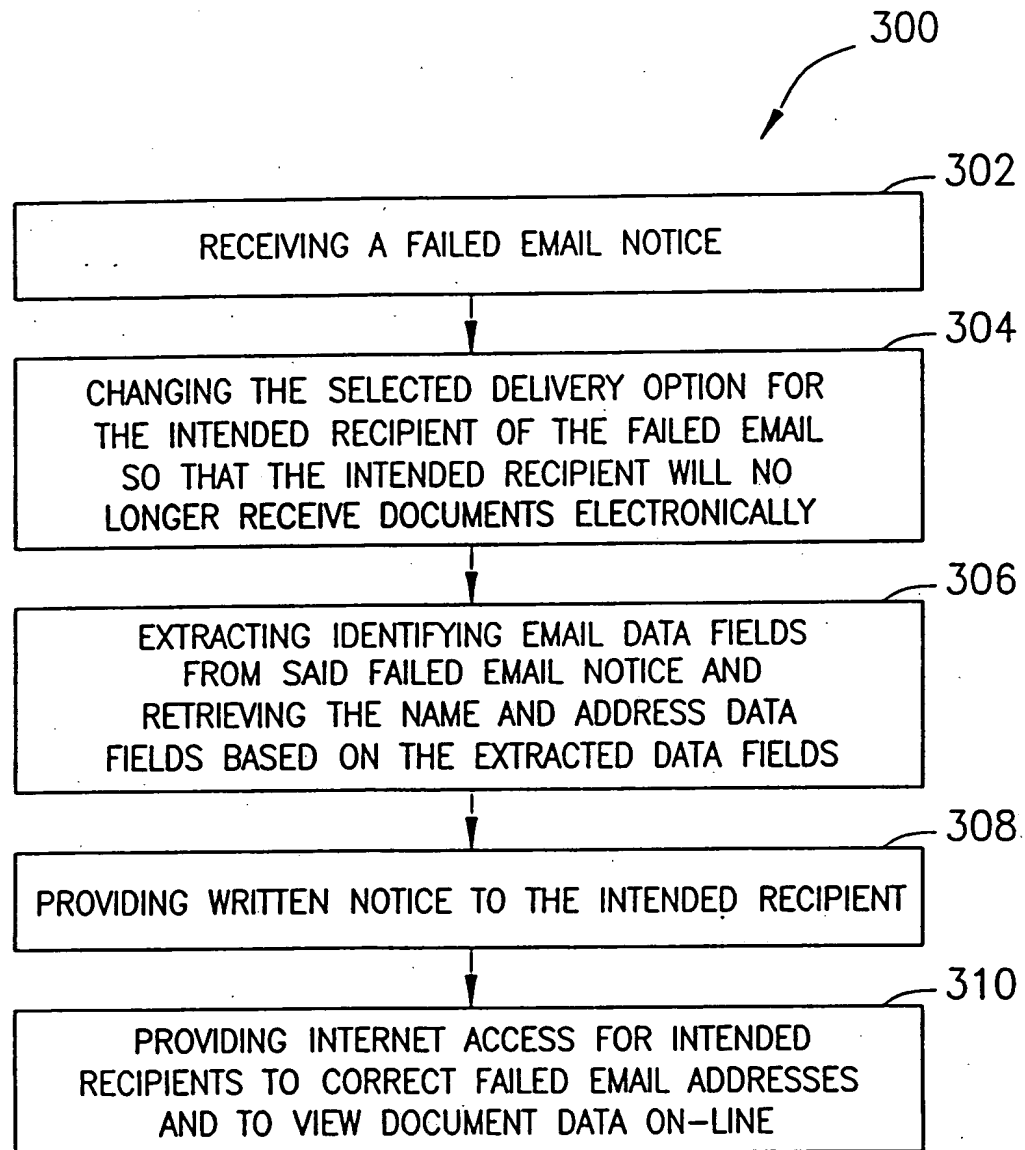 300
302
RECEIVING A FAILED EMAIL NOTICE
304
CHANGING THE SELECTED DELIVERY OPTION FOR
THE INTENDED RECIPIENT OF THE FAILED EMAIL
SO THAT THE INTENDED RECIPIENT WILL NO
LONGER RECEIVE DOCUMENTS ELECTRONICALLY
306
EXTRACTING IDENTIFYING EMAIL DATA FIELDS
FROM SAID FAILED EMAIL NOTICE AND
RETRIEVING THE NAME AND ADDRESS DATA
FIELDS BASED ON THE EXTRACTED DATA FIELDS
308
PROVIDING WRITTEN NOTICE TO THE INTENDED RECIPIENT
310
PROVIDING INTERNET ACCESS FOR INTENDED
RECIPIENTS TO CORRECT FAILED EMAIL ADDRESSES
AND TO VIEW DOCUMENT DATA ON-LINE